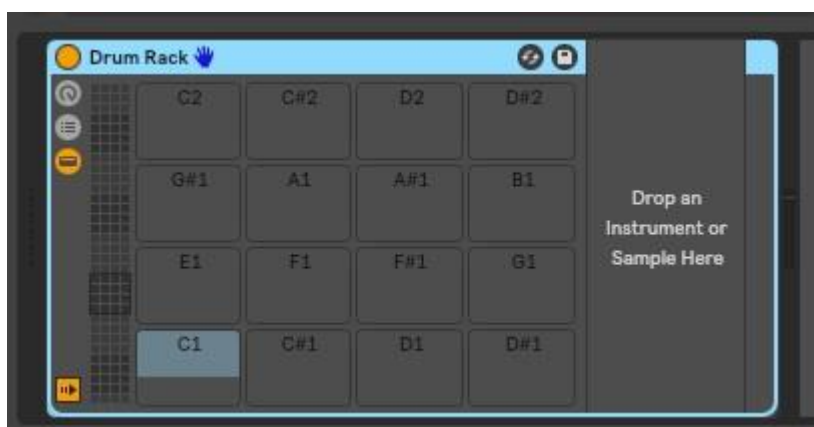 Drum Rack
C2 C#2 D2 D#2
G#1 A1 A#1 B1
E1 F1 F#1 G1
C1 C#1 D1 D#1
Drop an
Instrument or
Sample Here